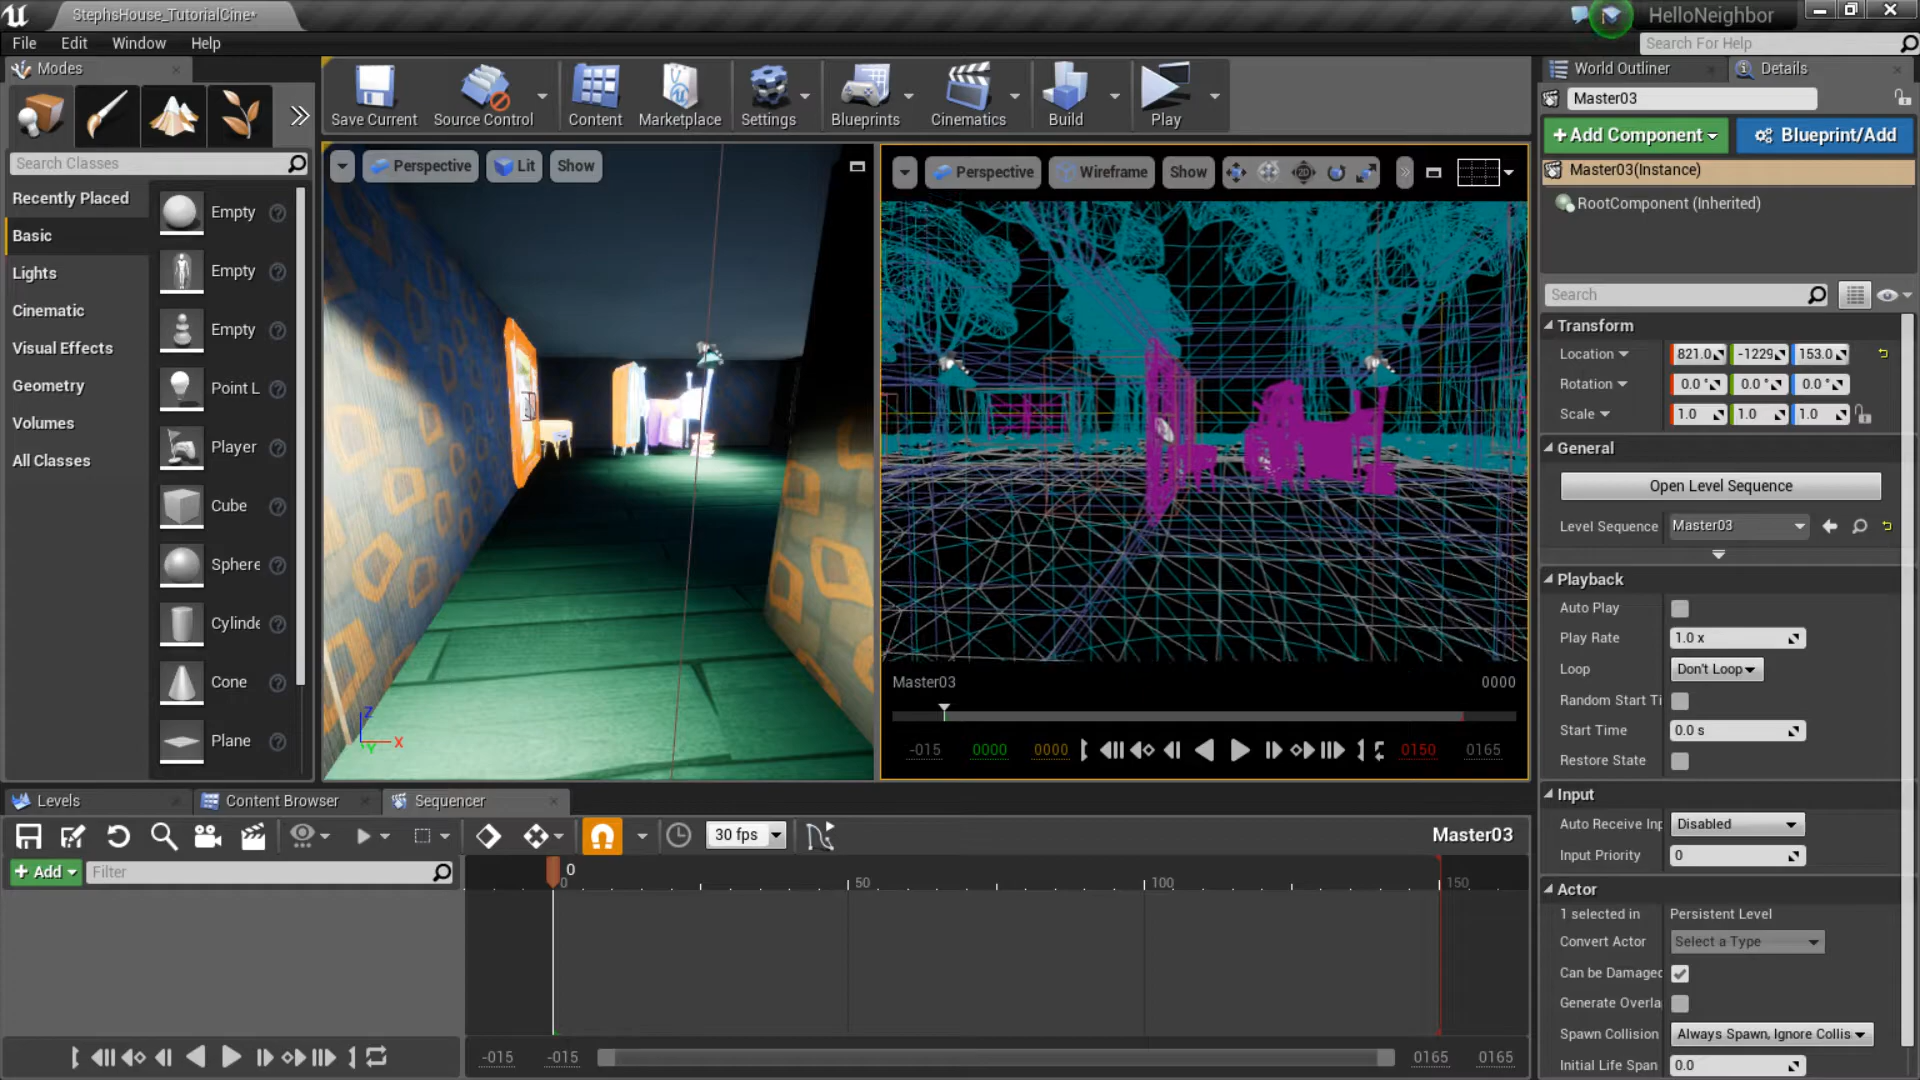 StephsHouse_TutorialCine*
HelloNeighbor
File Edit Window Help
Search For Help
Modes
World Outliner
Details
Save Current
Source Control
Content
Marketplace
Settings
Blueprints
Cinematics
Build
Play
Master03
+Add Component
Blueprint/Add
Search Classes
Perspective
Lit
Show
Perspective
Wireframe
Show
Master03(Instance)
RootComponent (Inherited)
Recently Placed
Basic
Lights
Cinematic
Visual Effects
Geometry
Volumes
All Classes
Empty
Empty
Empty
Point L
Player
Cube
Sphere
Cylinde
Cone
Plane
Z
X
Y
Master03
0000
-015 0000 0000 0150 0165
Search
Transform
Location 821.0 -1229 153.0
Rotation 0.0 ° 0.0 ° 0.0 °
Scale 1.0 1.0 1.0
General
Open Level Sequence
Level Sequence Master03
Playback
Auto Play
Play Rate 1.0 x
Loop Don't Loop
Random Start Ti
Start Time 0.0 s
Restore State
Input
Auto Receive Inp Disabled
Input Priority 0
Actor
1 selected in Persistent Level
Convert Actor Select a Type
Can be Damaged
Generate Overla
Spawn Collision Always Spawn, Ignore Collis
Initial Life Span 0.0
Levels
Content Browser
Sequencer
30 fps
Master03
+ Add
Filter
0
0 50 100 150
-015 -015 0165 0165